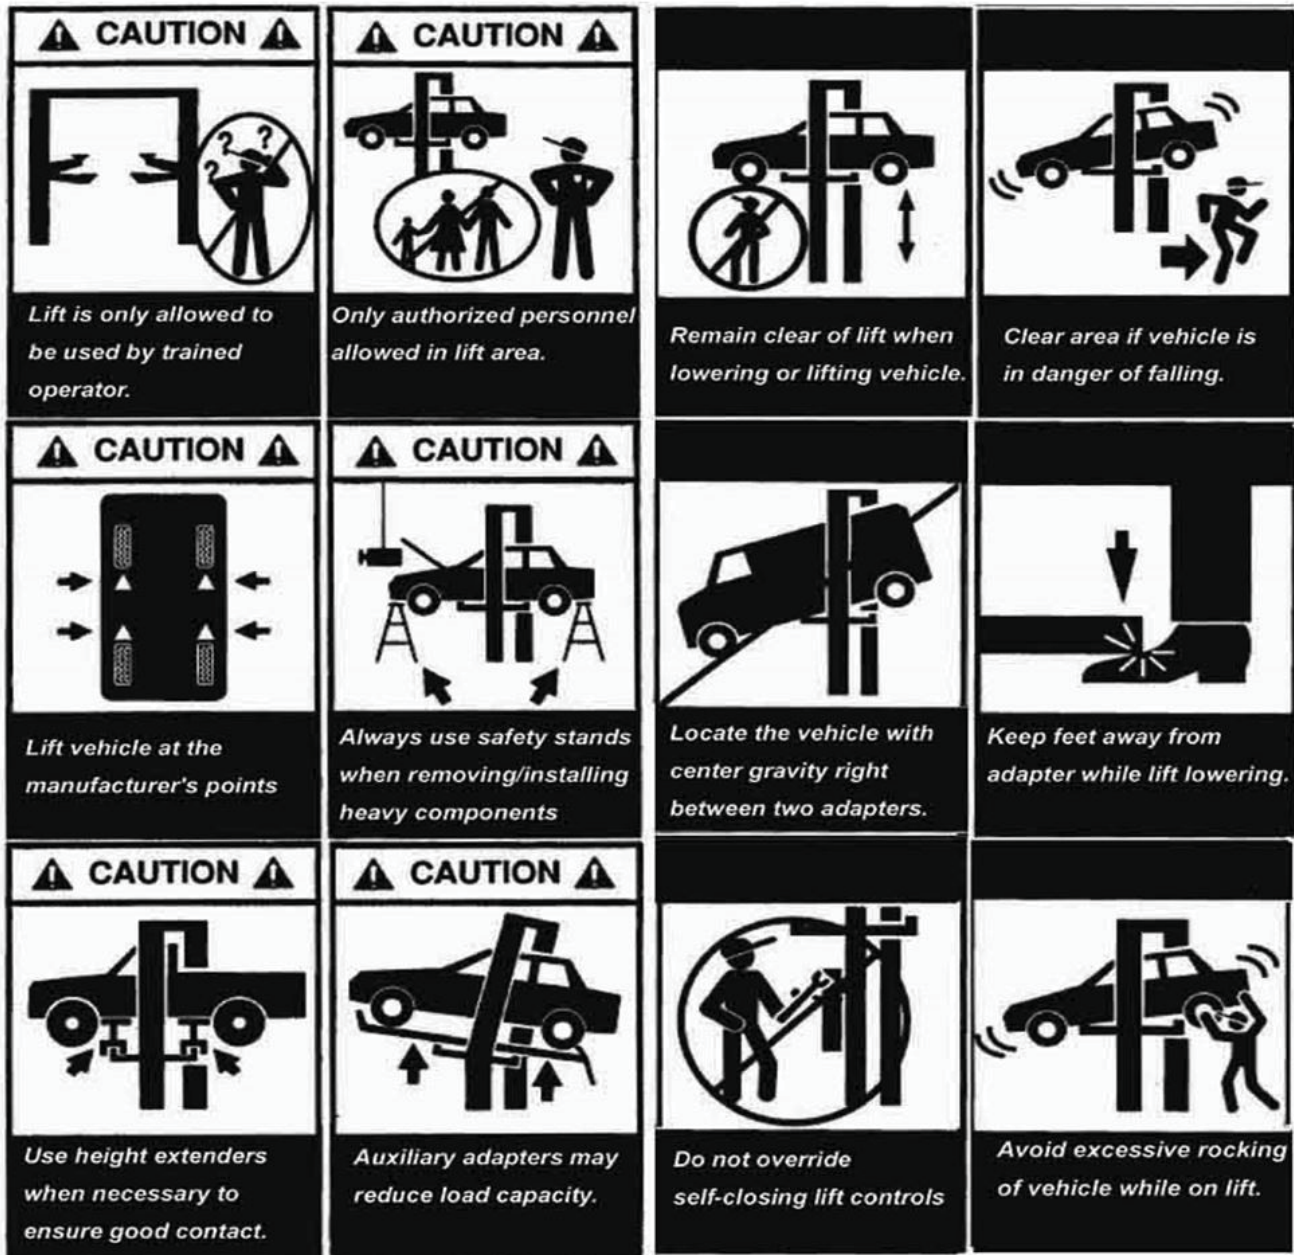 CAUTION
Lift is only allowed to
be used by trained
operator.
CAUTION
Only authorized personnel
allowed in lift area.
Remain clear of lift when
lowering or lifting vehicle.
Clear area if vehicle is
in danger of falling.
CAUTION
Lift vehicle at the
manufacturer's points
CAUTION
Always use safety stands
when removing/installing
heavy components
Locate the vehicle with
center gravity right
between two adapters.
Keep feet away from
adapter while lift lowering.
CAUTION
Use height extenders
when necessary to
ensure good contact.
CAUTION
Auxiliary adapters may
reduce load capacity.
Do not override
self-closing lift controls
Avoid excessive rocking
of vehicle while on lift.